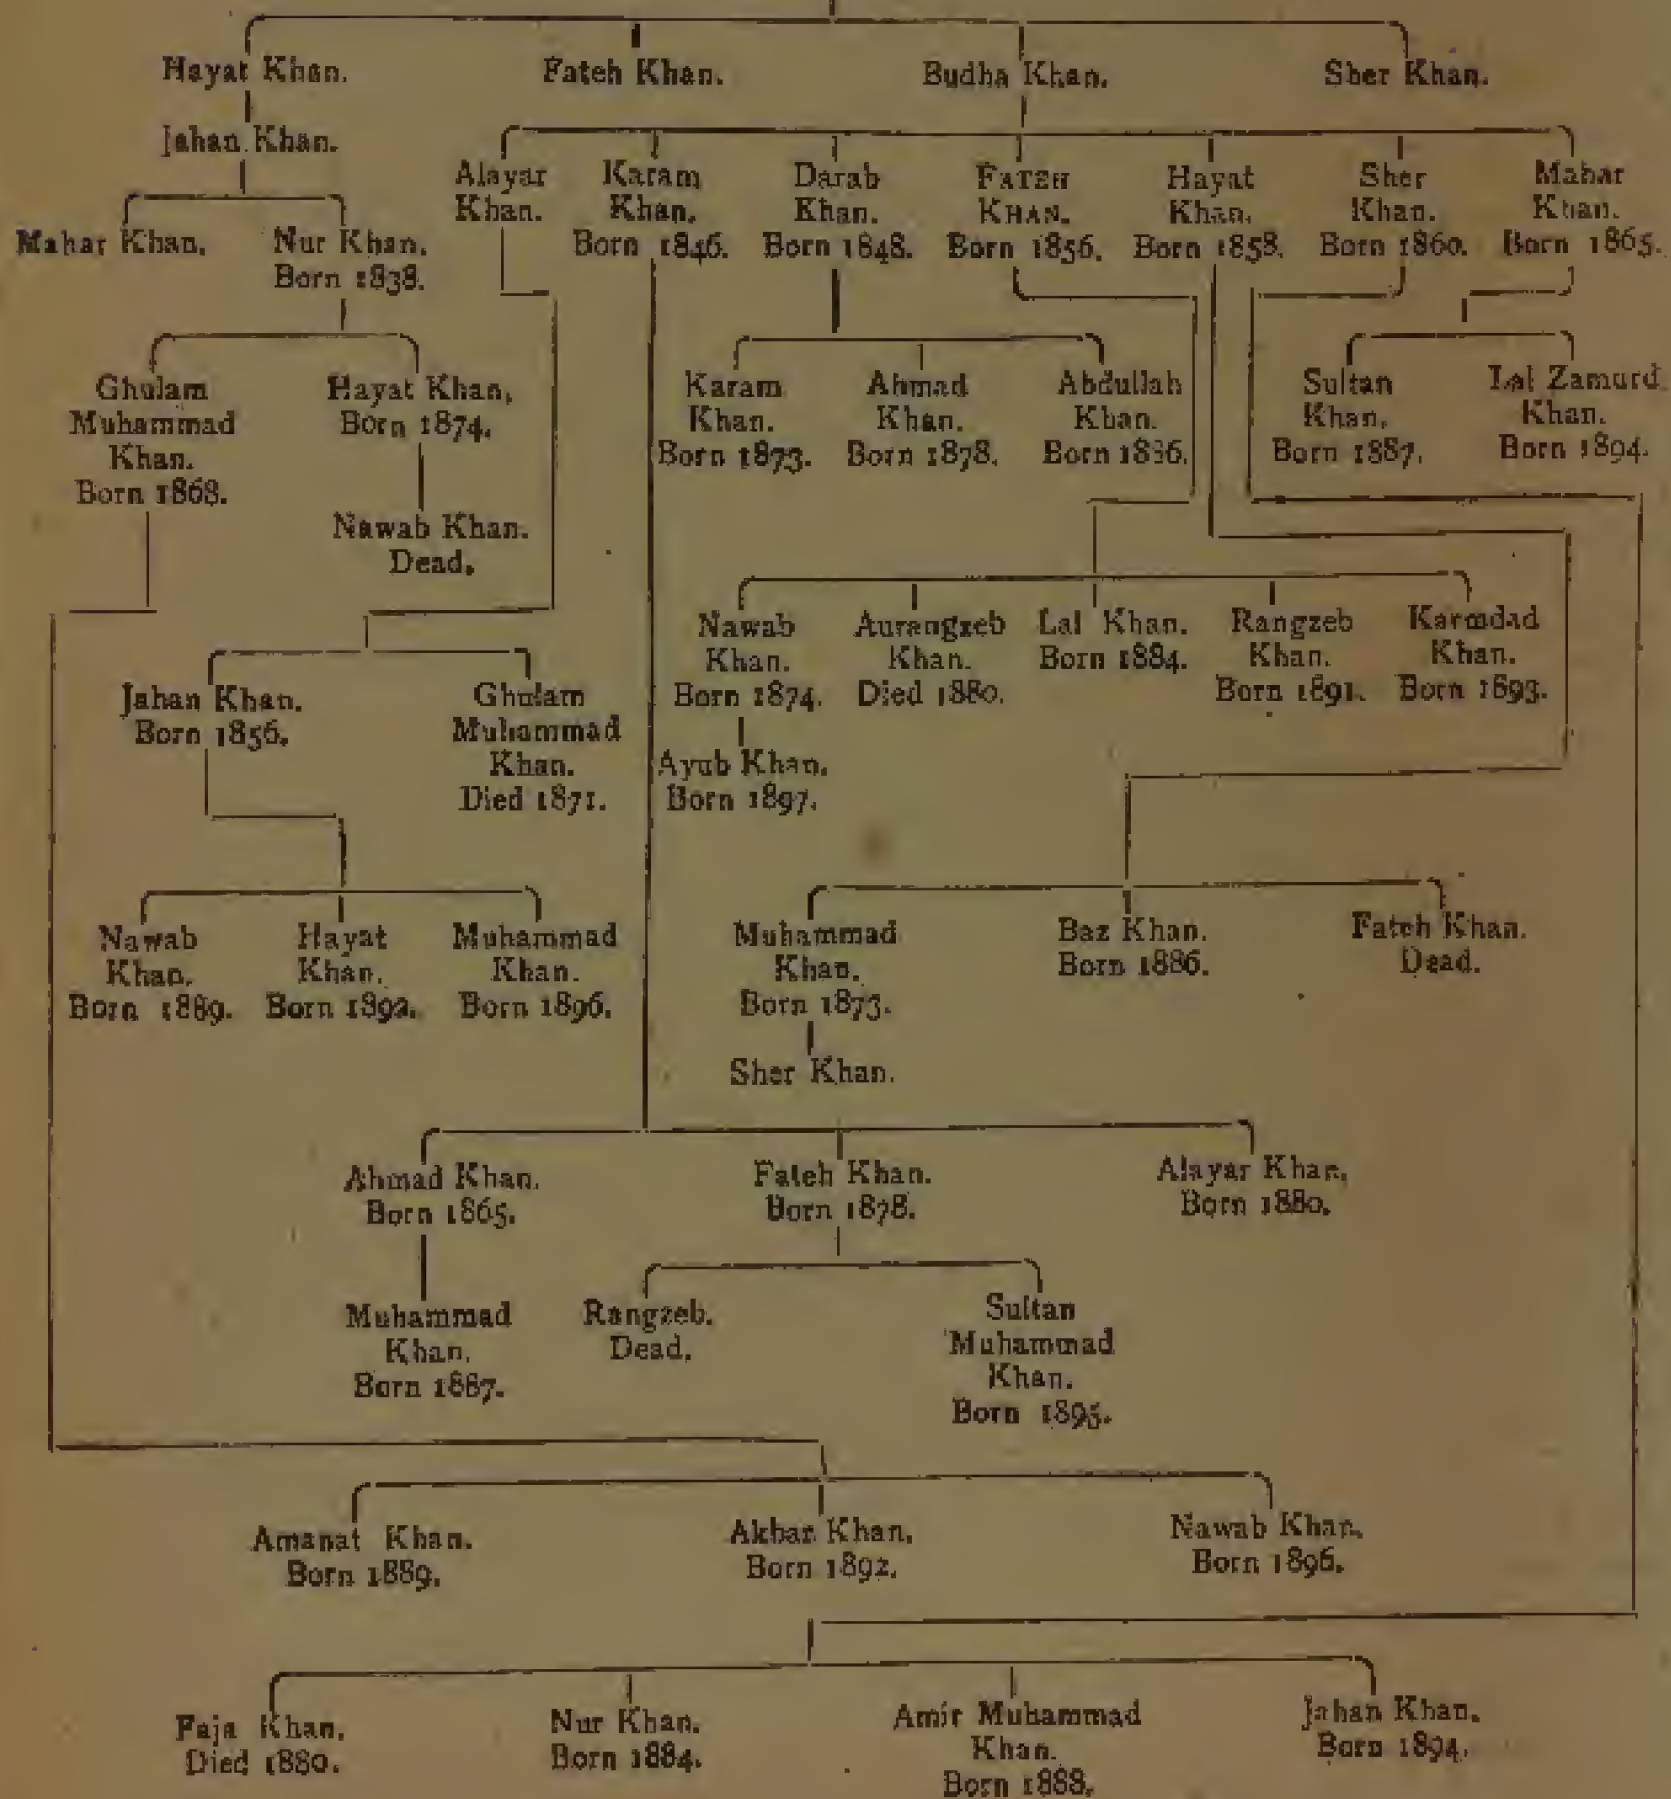 Hayat Khan.
Fateh Khan.
Budha Khan.
Sher Khan.
Jahan Khan.
Alayar
Khan.
Karam
Khan.
Born 1846.
Darab
Khan.
Born 1848.
FATEH
KHAN.
Born 1856.
Hayat
Khan.
Born 1858.
Sher
Khan.
Born 1860.
Mahar
Khan.
Born 1865.
Mahar Khan.
Nur Khan.
Born 1838.
Ghulam
Muhammad
Khan.
Born 1868.
Hayat Khan,
Born 1874.
Karam
Khan.
Born 1873.
Ahmad
Khan.
Born 1878.
Abdullah
Khan.
Born 1886.
Sultan
Khan.
Born 1887.
Lal Zamurd
Khan.
Born 1894.
Nawab Khan.
Dead.
Nawab
Khan.
Born 1874.
Aurangzeb
Khan.
Died 1880.
Lal Khan.
Born 1884.
Rangzeb
Khan.
Born 1891.
Karmdad
Khan.
Born 1893.
Jahan Khan.
Born 1856.
Ghulam
Muhammad
Khan.
Died 1871.
Ayub Khan.
Born 1897.
Nawab
Khan.
Born 1889.
Hayat
Khan.
Born 1892.
Muhammad
Khan.
Born 1896.
Muhammad
Khan.
Born 1873.
Baz Khan.
Born 1886.
Fateh Khan.
Dead.
Sher Khan.
Ahmad Khan.
Born 1865.
Fateh Khan.
Born 1878.
Alayar Khan,
Born 1880.
Muhammad
Khan.
Born 1887.
Rangzeb.
Dead.
Sultan
Muhammad
Khan.
Born 1895.
Amanat Khan.
Born 1889.
Akbar Khan.
Born 1892.
Nawab Khan.
Born 1896.
Faja Khan.
Died 1880.
Nur Khan.
Born 1884.
Amir Muhammad
Khan.
Born 1888.
Jahan Khan.
Born 1894.